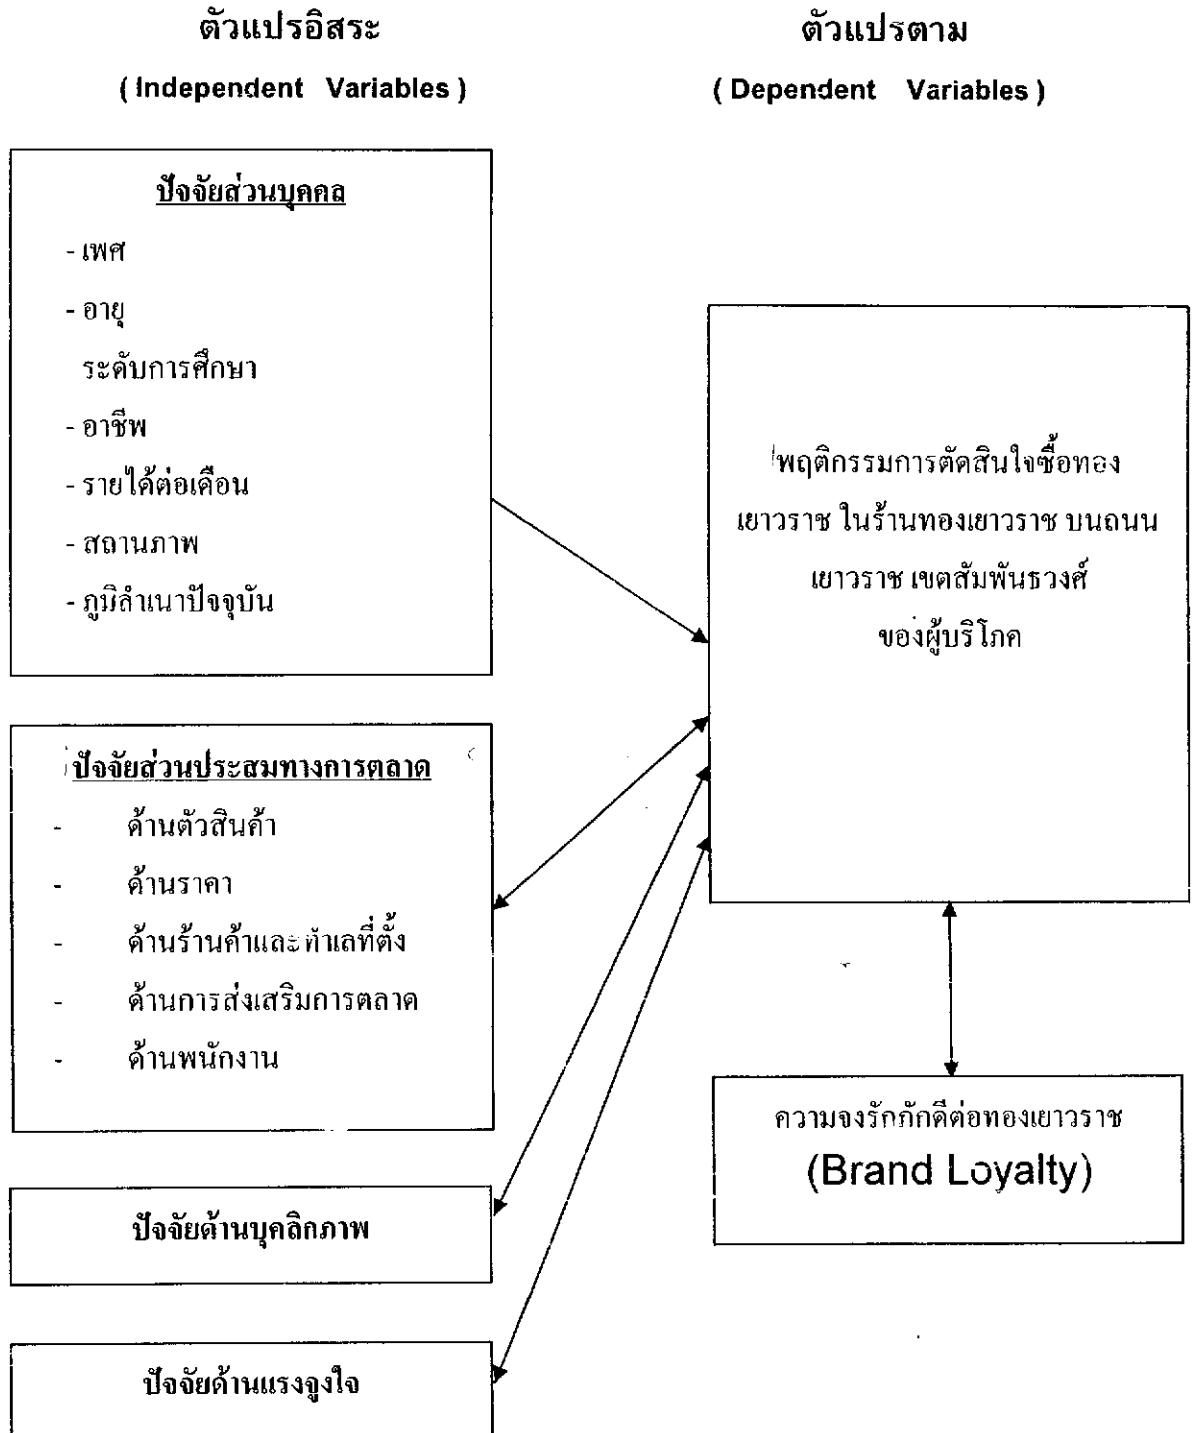 ตัวแปรอิสระ
( Independent Variables )
ปัจจัยส่วนบุคคล
- เพศ
- อายุ
ระดับการศึกษา
- อาชีพ
- รายได้ต่อเดือน
- สถานภาพ
- ภูมิลำเนาปัจจุบัน
ปัจจัยส่วนประสมทางการตลาด
- ด้านตัวสินค้า
- ด้านราคา
- ด้านร้านค้าและทำเลที่ตั้ง
- ด้านการส่งเสริมการตลาด
- ด้านพนักงาน
ปัจจัยด้านบุคลิกภาพ
ปัจจัยด้านแรงจูงใจ
ตัวแปรตาม
( Dependent Variables )
พฤติกรรมการตัดสินใจซื้อทอง
เยาวราช ในร้านทองเยาวราช บนถนน
เยาวราช เขตสัมพันธวงศ์
ของผู้บริโภค
ความจงรักภักดีต่อทองเยาวราช
(Brand Loyalty)